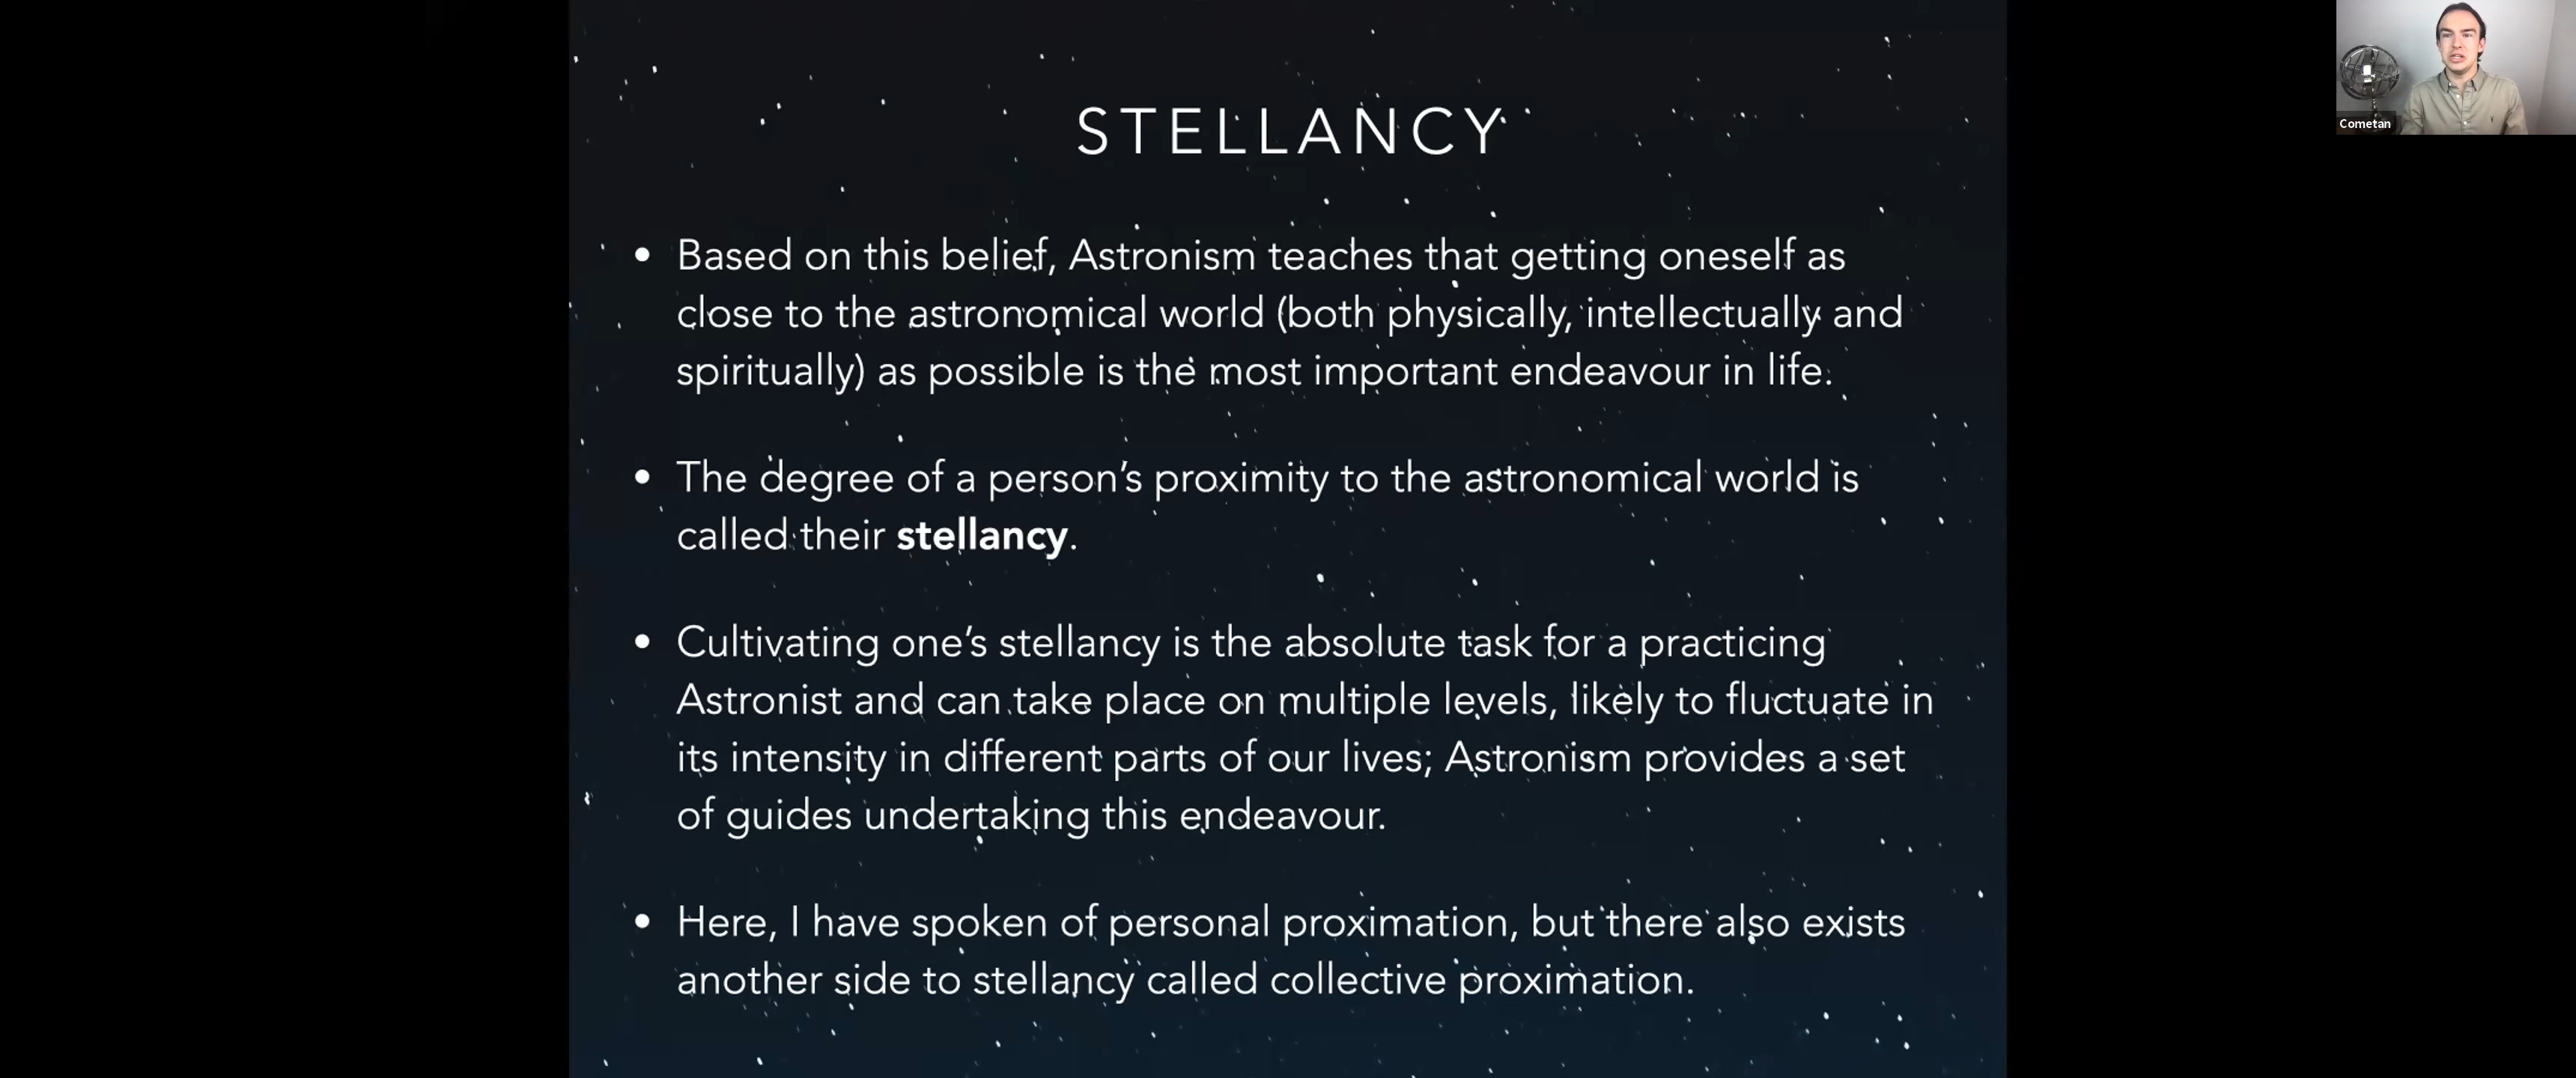 STELLANCY
• Based on this belief, Astronism teaches that getting oneself as
close to the astronomical world (both physically, intellectually and
spiritually) as possible is the most important endeavour in life.
• The degree of a person’s proximity to the astronomical world is
called their stellancy.
• Cultivating one’s stellancy is the absolute task for a practicing
Astronist and can take place on multiple levels, likely to fluctuate in
its intensity in different parts of our lives; Astronism provides a set
of guides undertaking this endeavour.
• Here, I have spoken of personal proximation, but there also exists
another side to stellancy called collective proximation.
Cometan